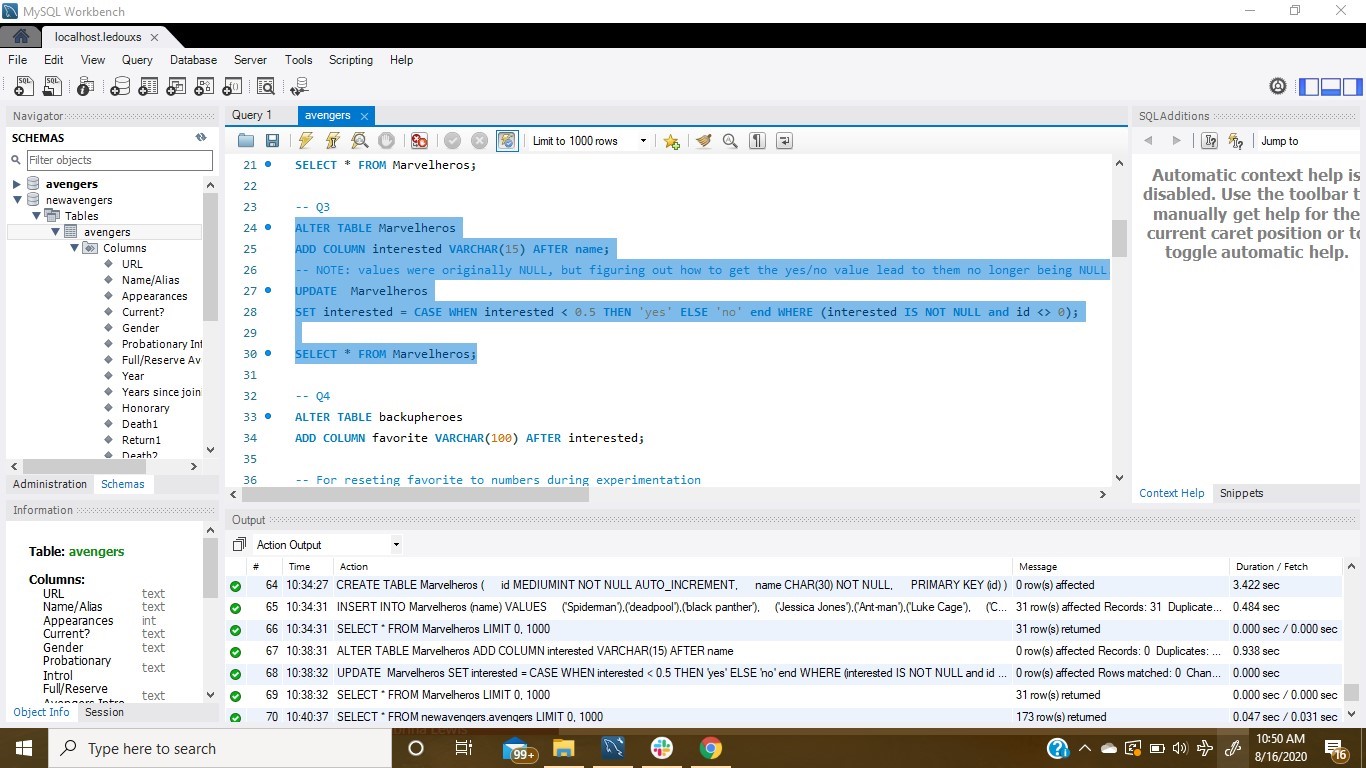 MySQL Workbench
localhost.ledouxs
File Edit View Query Database Server Tools Scripting Help
Navigator
SCHEMAS
Filter objects
avengers
newavengers
Tables
avengers
Columns
URL
Name/Alias
Appearances
Current?
Gender
Probationary Int
Full/Reserve Av
Year
Years since join
Honorary
Death1
Return1
Death2
Administration Schemas
Information
Table: avengers
Columns:
URL text
Name/Alias text
Appearances int
Current? text
Gender text
Probationary text
Introl
Full/Reserve text
Avengers Intro
Object Info Session
Query 1 avengers
Limit to 1000 rows
21 SELECT * FROM Marvelheros;
22
23 -- Q3
24 ALTER TABLE Marvelheros
25 ADD COLUMN interested VARCHAR(15) AFTER name;
26 -- NOTE: values were originally NULL, but figuring out how to get the yes/no value lead to them no longer being NULL
27 UPDATE  Marvelheros
28 SET interested = CASE WHEN interested < 0.5 THEN 'yes' ELSE 'no' end WHERE (interested IS NOT NULL and id <> 0);
29
30 SELECT * FROM Marvelheros;
31
32 -- Q4
33 ALTER TABLE backupheroes
34 ADD COLUMN favorite VARCHAR(100) AFTER interested;
35
36 -- For reseting favorite to numbers during experimentation
Output
Action Output
# Time Action Message Duration / Fetch
64 10:34:27 CREATE TABLE Marvelheros ( id MEDIUMINT NOT NULL AUTO_INCREMENT, name CHAR(30) NOT NULL, PRIMARY KEY (id) ) 0 row(s) affected 3.422 sec
65 10:34:31 INSERT INTO Marvelheros (name) VALUES ('Spiderman'),('deadpool'),('black panther'), ('Jessica Jones'),('Ant-man'),('Luke Cage'), ('C... 31 row(s) affected Records: 31 Duplicate... 0.484 sec
66 10:34:31 SELECT * FROM Marvelheros LIMIT 0, 1000 31 row(s) returned 0.000 sec / 0.000 sec
67 10:38:31 ALTER TABLE Marvelheros ADD COLUMN interested VARCHAR(15) AFTER name 0 row(s) affected Records: 0 Duplicates: ... 0.938 sec
68 10:38:32 UPDATE Marvelheros SET interested = CASE WHEN interested < 0.5 THEN 'yes' ELSE 'no' end WHERE (interested IS NOT NULL and id ... 0 row(s) affected Rows matched: 0 Chan... 0.000 sec
69 10:38:32 SELECT * FROM Marvelheros LIMIT 0, 1000 31 row(s) returned 0.000 sec / 0.000 sec
70 10:40:37 SELECT * FROM newavengers.avengers LIMIT 0, 1000 173 row(s) returned 0.047 sec / 0.031 sec
SQLAdditions
Jump to
Automatic context help is
disabled. Use the toolbar t
manually get help for the
current caret position or to
toggle automatic help.
Context Help Snippets
Type here to search
99+
10:50 AM
8/16/2020
16